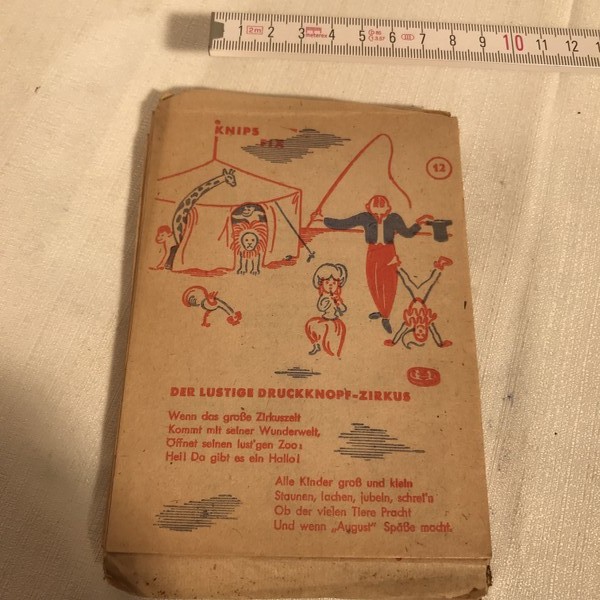 1 2 3 4 5 6 7 8 9 10 11 12
2m
KNIPS
FIX
12
DER LUSTIGE DRUCKKNOPF-ZIRKUS
Wenn das große Zirkuszelt
Kommt mit seiner Wunderwelt,
Öffnet seinen lust'gen Zoo:
Hei! Da gibt es ein Hallo!
Alle Kinder groß und klein
Staunen, lachen, jubeln, schrei'n
Ob der vielen Tiere Pracht
Und wenn „August" Späße macht.